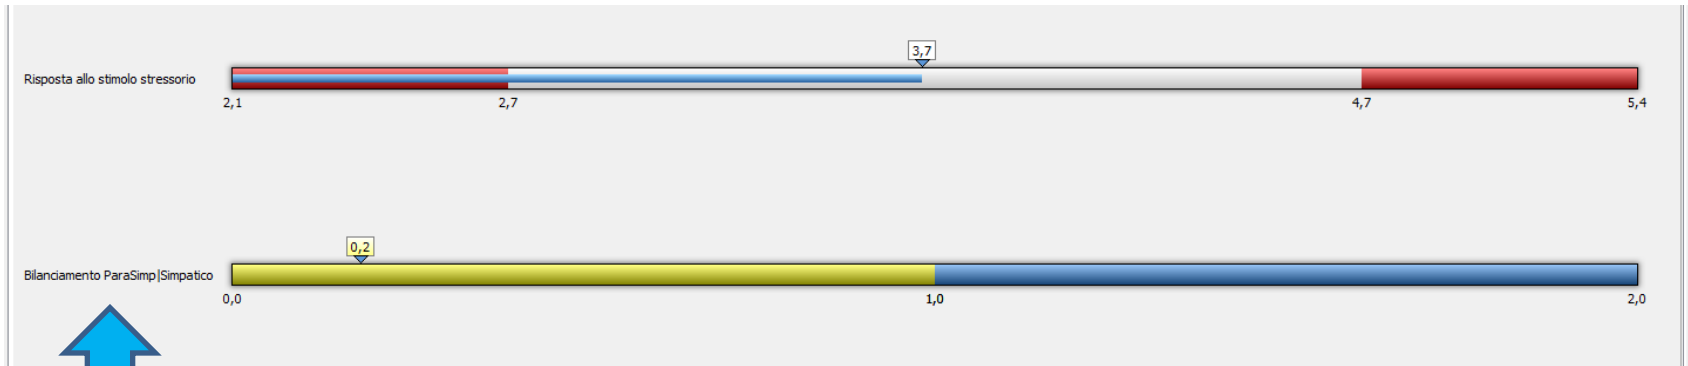 3,7
Risposta allo stimolo stressorio
2,1 2,7 4,7 5,4
0,2
Bilanciamento ParaSimp|Simpatico
0,0 1,0 2,0